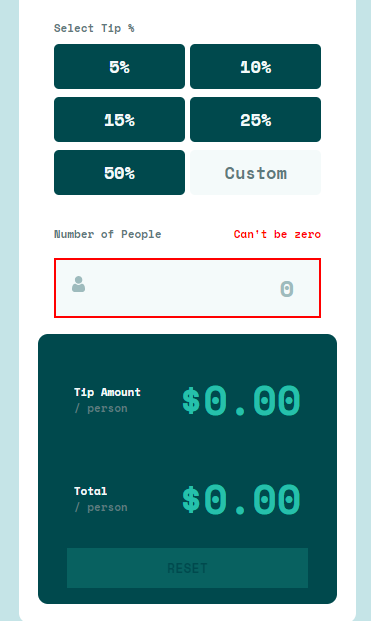 Select Tip %
5% 10%
15% 25%
50% Custom
Number of People Can't be zero
0
Tip Amount
/ person
$0.00
Total
/ person
$0.00
RESET